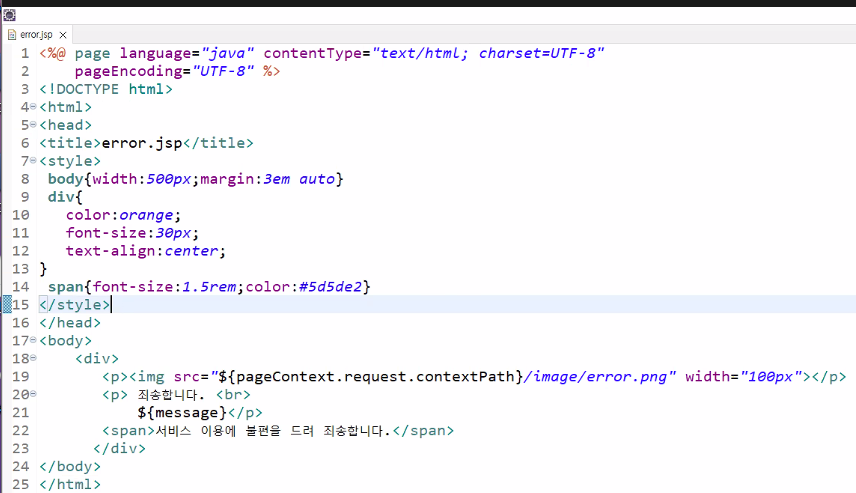 error.jsp
1 <%@ page language="java" contentType="text/html; charset=UTF-8"
2     pageEncoding="UTF-8" %>
3 <!DOCTYPE html>
4 <html>
5 <head>
6 <title>error.jsp</title>
7 <style>
8  body{width:500px;margin:3em auto}
9  div{
10    color:orange;
11    font-size:30px;
12    text-align:center;
13 }
14  span{font-size:1.5rem;color:#5d5de2}
15 </style>
16 </head>
17 <body>
18     <div>
19        <p><img src="${pageContext.request.contextPath}/image/error.png" width="100px"></p>
20        <p> 죄송합니다. <br>
21            ${message}</p>
22        <span>서비스 이용에 불편을 드려 죄송합니다.</span>
23       </div>
24 </body>
25 </html>